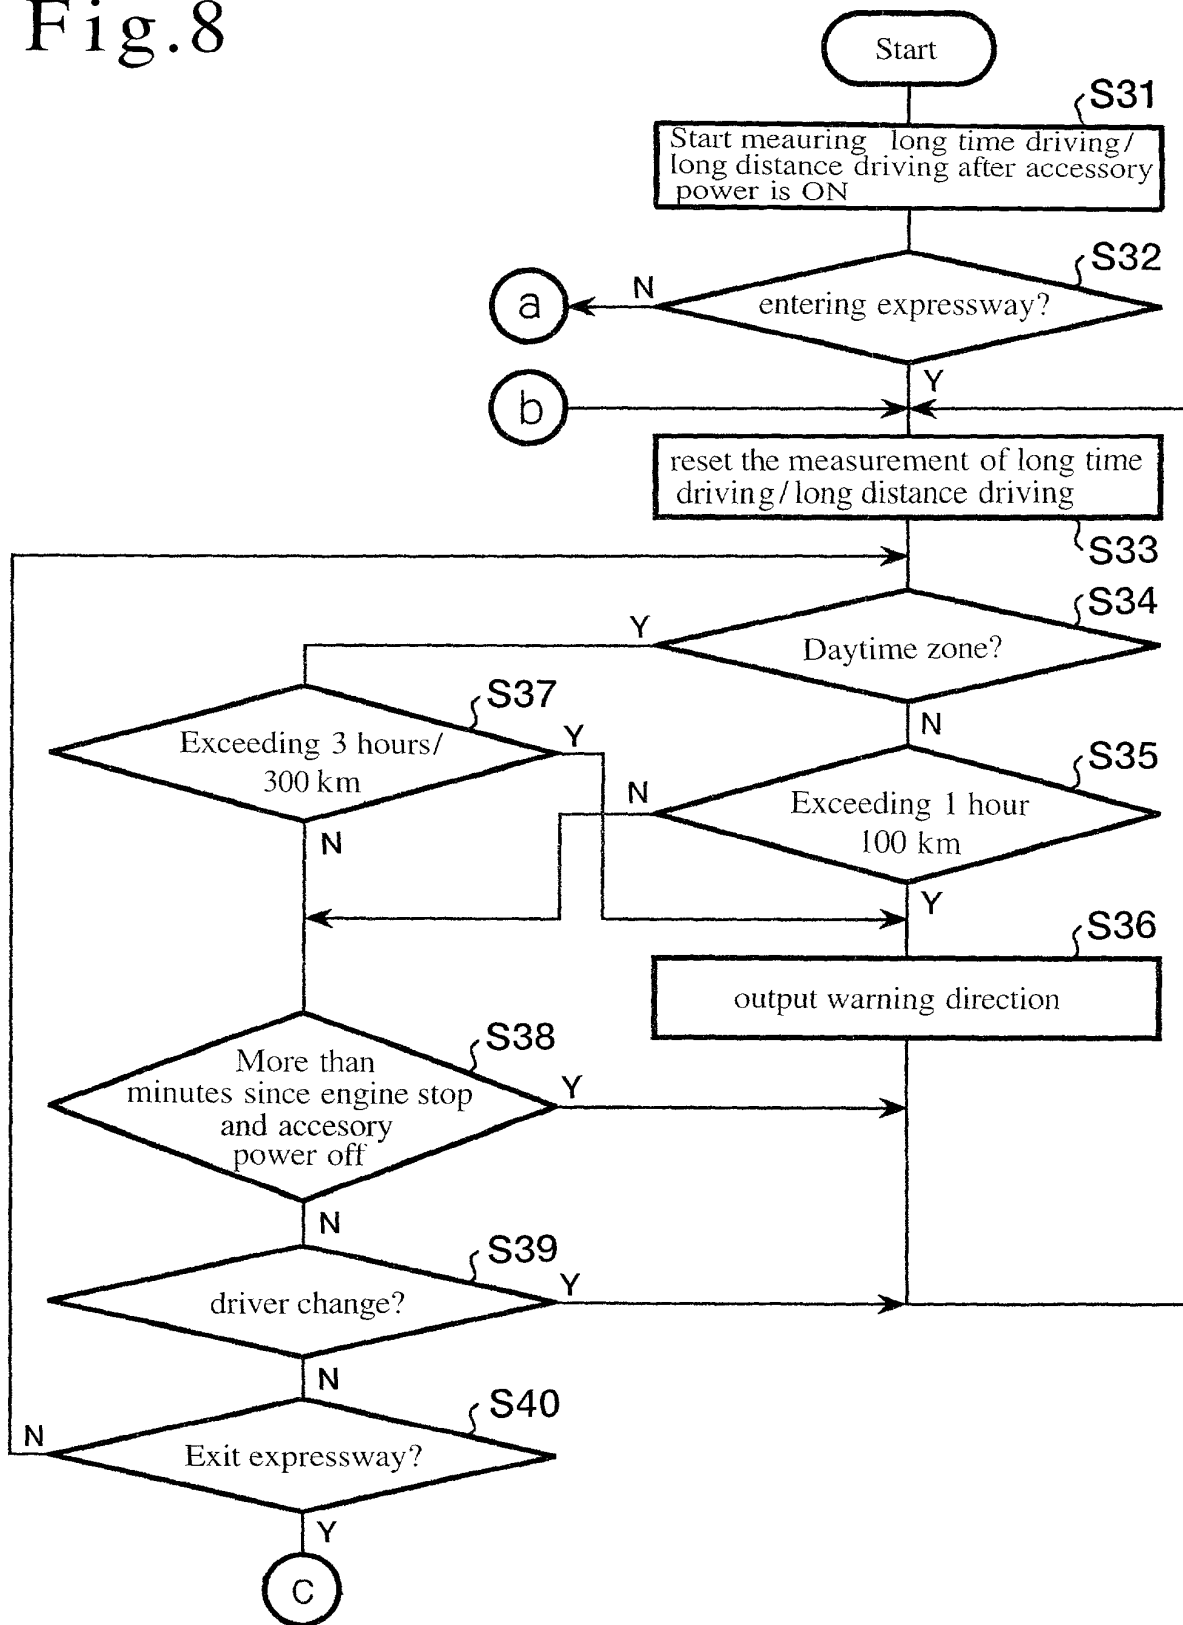 Fig.8
Start
S31
Start meauring long time driving/
long distance driving after accessory
power is ON
S32
entering expressway?
N
a
Y
b
reset the measurement of long time
driving/long distance driving
S33
S34
Daytime zone?
Y
N
S37
Exceeding 3 hours/
300 km
Y
N
S35
Exceeding 1 hour
100 km
N
Y
S36
output warning direction
S38
More than
minutes since engine stop
and accesory
power off
Y
N
S39
driver change?
Y
N
S40
Exit expressway?
N
Y
c